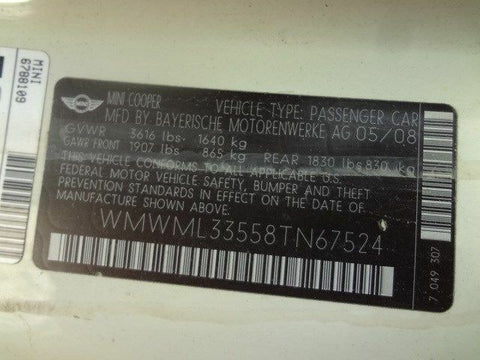 MINI
6788109
MINI
MINI COOPER
VEHICLE TYPE: PASSENGER CAR
MFD BY BAYERISCHE MOTORENWERKE AG 05/08
GVWR 3616 lbs. 1640 kg
GAWR FRONT 1907 lbs. 865 kg REAR 1830 lbs 830 kg
THIS VEHICLE CONFORMS TO ALL APPLICABLE U.S.
FEDERAL MOTOR VEHICLE SAFETY, BUMPER AND THEFT
PREVENTION STANDARDS IN EFFECT ON THE DATE OF
MANUFACTURE SHOWN ABOVE.
WMWML33558TN67524
7 049 307